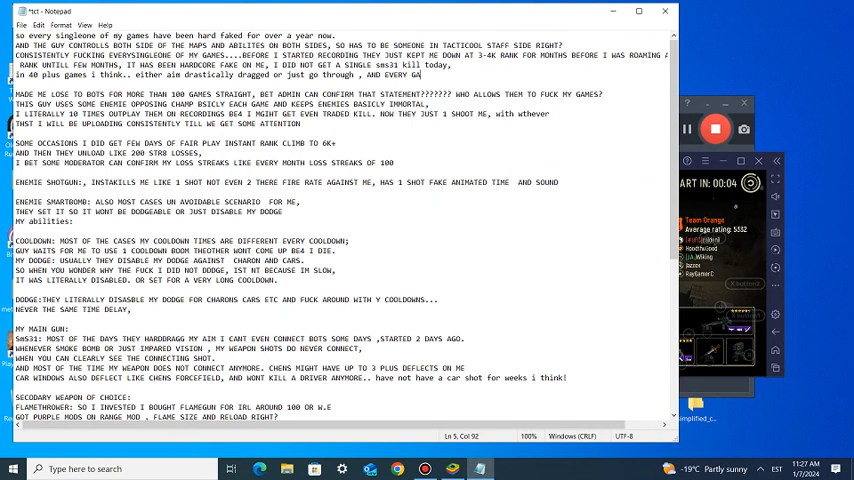 *tct - Notepad
File Edit Format View Help
so every singleone of my games have been hard faked for over a year now.
AND THE GUY CONTROLLS BOTH SIDE OF THE MAPS AND ABILITES ON BOTH SIDES, SO HAS TO BE SOMEONE IN TACTICOOL STAFF SIDE RIGHT?
CONSISTENTLY FUCKING EVERYSINGLEONE OF MY GAMES....BEFORE I STARTED RECORDING THEY JUST KEPT ME DOWN AT 3-4K RANK FOR MONTHS BEFORE I WAS ROAMING A
RANK UNTILL FEW MONTHS, IT HAS BEEN HARDCORE FAKE ON ME, I DID NOT GET A SINGLE sms31 kill today,
in 40 plus games i think.. either aim drastically dragged or just go through , AND EVERY GA
MADE ME LOSE TO BOTS FOR MORE THAN 100 GAMES STRAIGHT, BET ADMIN CAN CONFIRM THAT STATEMENT??????? WHO ALLOWS THEM TO FUCK MY GAMES?
THIS GUY USES SOME ENEMIE OPPOSING CHAMP BSICLY EACH GAME AND KEEPS ENEMIES BASICLY IMMORTAL,
I LITERALLY 10 TIMES OUTPLAY THEM ON RECORDINGS BE4 I MGIHT GET EVEN TRADED KILL. NOW THEY JUST 1 SHOOT ME, with wthever
THST I WILL BE UPLOADING CONSISTENTLY TILL WE GET SOME ATTENTION
SOME OCCASIONS I DID GET FEW DAYS OF FAIR PLAY INSTANT RANK CLIMB TO 6K+
AND THEN THEY UNLOAD LIKE 200 STR8 LOSSES,
I BET SOME MODERATOR CAN CONFIRM MY LOSS STREAKS LIKE EVERY MONTH LOSS STREAKS OF 100
ENEMIE SHOTGUN:, INSTAKILLS ME LIKE 1 SHOT NOT EVEN 2 THERE FIRE RATE AGAINST ME, HAS 1 SHOT FAKE ANIMATED TIME AND SOUND
ENEMIE SMARTBOMB: ALSO MOST CASES UN AVOIDABLE SCENARIO FOR ME,
THEY SET IT SO IT WONT BE DODGEABLE OR JUST DISABLE MY DODGE
MY abilities:
COOLDOWN: MOST OF THE CASES MY COOLDOWN TIMES ARE DIFFERENT EVERY COOLDOWN;
GUY WAITS FOR ME TO USE 1 COOLDOWN BOOM THEOTHER WONT COME UP BE4 I DIE.
MY DODGE: USUALLY THEY DISABLE MY DODGE AGAINST CHARON AND CARS.
SO WHEN YOU WONDER WHY THE FUCK I DID NOT DODGE, IST NT BECAUSE IM SLOW,
IT WAS LITERALLY DISABLED. OR SET FOR A VERY LONG COOLDOWN.
DODGE:THEY LITERALLY DISABLE MY DODGE FOR CHARONS CARS ETC AND FUCK AROUND WITH Y COOLDOWNS...
NEVER THE SAME TIME DELAY,
MY MAIN GUN:
SmS31: MOST OF THE DAYS THEY HARDDRAGG MY AIM I CANT EVEN CONNECT BOTS SOME DAYS ,STARTED 2 DAYS AGO.
WHENEVER SMOKE BOMB OR JUST IMPARED VISION , MY WEAPON SHOTS DO NEVER CONNECT,
WHEN YOU CAN CLEARLY SEE THE CONNECTING SHOT.
AND MOST OF THE TIME MY WEAPON DOES NOT CONNECT ANYMORE. CHENS MIGHT HAVE UP TO 3 PLUS DEFLECTS ON ME
CAR WINDOWS ALSO DEFLECT LIKE CHENS FORCEFIELD, AND WONT KILL A DRIVER ANYMORE.. have not have a car shot for weeks i think!
SECODARY WEAPON OF CHOICE:
FLAMETHROWER: SO I INVESTED I BOUGHT FLAMEGUN FOR IRL AROUND 100 OR W.E
GOT PURPLE MODS ON RANGE MOD , FLAME SIZE AND RELOAD RIGHT?
Ln 5, Col 92 100% Windows (CRLF) UTF-8
ART IN: 00:04
Team Orange
Average rating: 5332
HoodtheGood
Wiking
Jazzos
RayGamerC
simplified_c...
Type here to search
-19°C Partly sunny
EST
11:27 AM
1/7/2024